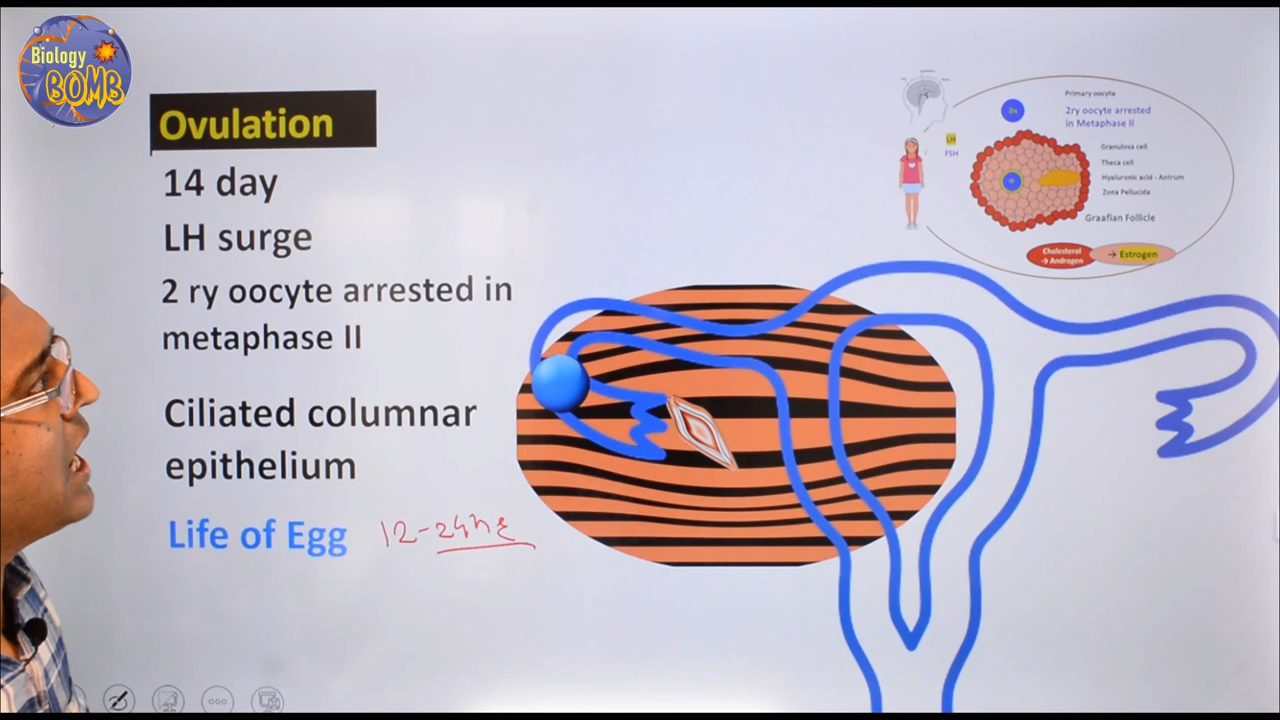 Biology
BOMB
Ovulation
14 day
LH surge
2 ry oocyte arrested in
metaphase II
Ciliated columnar
epithelium
Life of Egg 12-24hr
Primary oocyte
2n
2ry oocyte arrested
in Metaphase II
LH
FSH
Granulosa cell
Theca cell
Hyaluronic acid - Antrum
Zona Pellucida
Graafian Follicle
Cholesterol
→ Androgen
→ Estrogen